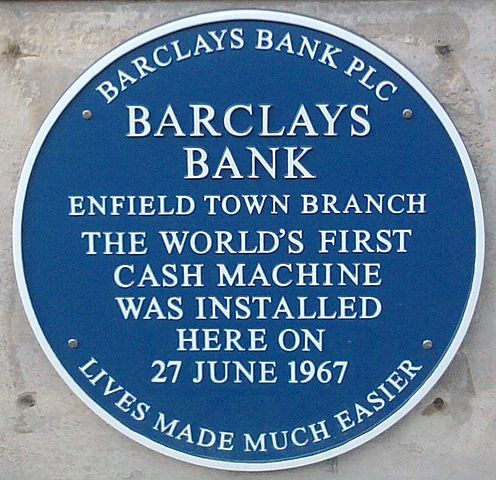 BARCLAYS BANK PLC
BARCLAYS
BANK
ENFIELD TOWN BRANCH
THE WORLD'S FIRST
CASH MACHINE
WAS INSTALLED
HERE ON
27 JUNE 1967
LIVES MADE MUCH EASIER